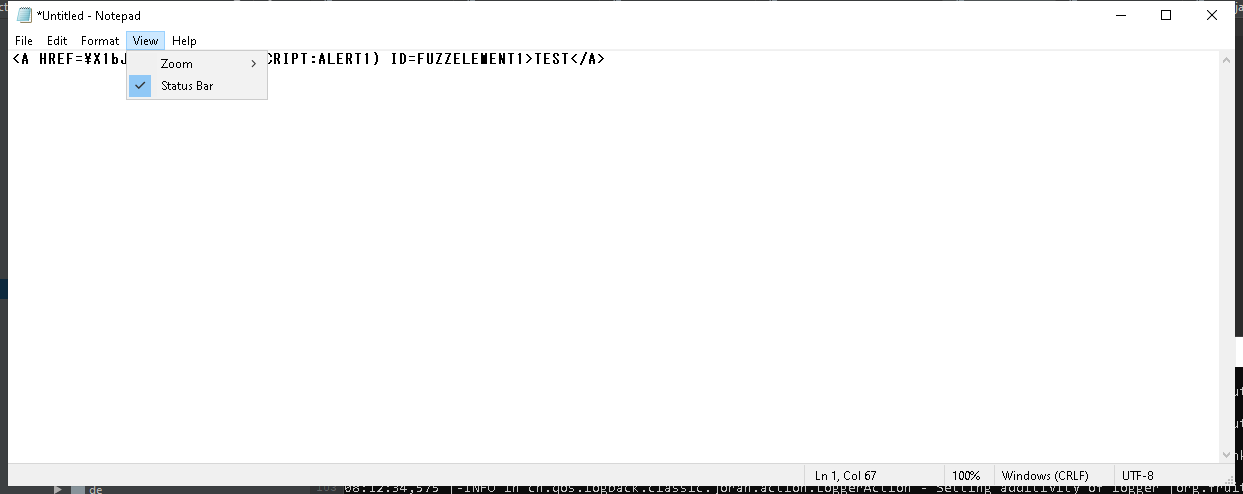 *Untitled - Notepad
File Edit Format View Help
<A HREF=¥X1bJ CRIPT:ALERT1) ID=FUZZELEMENT1>TEST</A>
Zoom
Status Bar
Ln 1, Col 67 100% Windows (CRLF) UTF-8
de
08:12:34,575 |-INFO in ch.qos.logback.classic.joran.action.LoggerAction - Setting additivity of logger [org.fruit